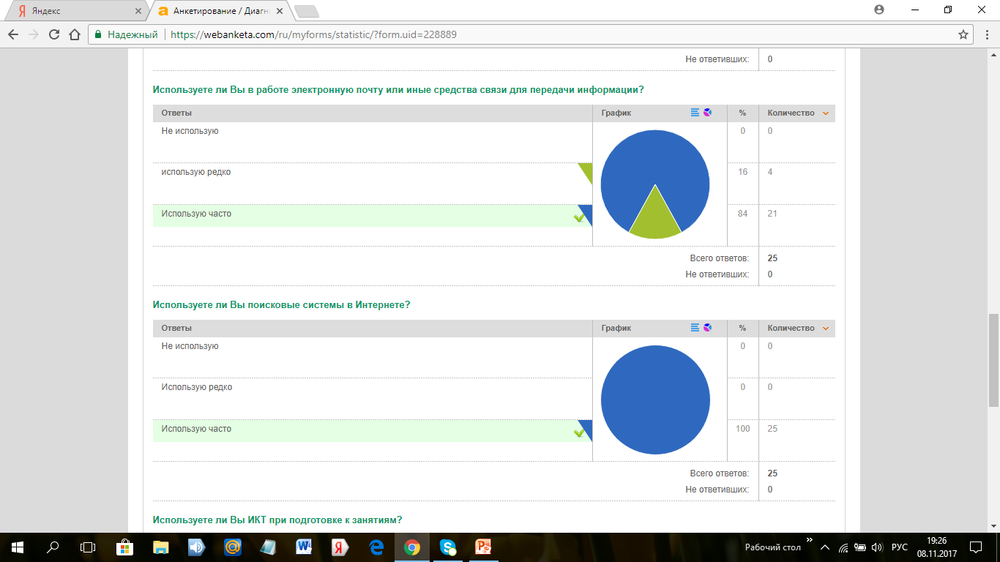 Яндекс
Анкетирование / Диагн
Надежный https://webanketa.com/ru/myforms/statistic/?form.uid=228889
Не ответивших: 0
Используете ли Вы в работе электронную почту или иные средства связи для передачи информации?
Ответы График % Количество
Не использую 0 0
использую редко 16 4
Использую часто 84 21
Всего ответов: 25
Не ответивших: 0
Используете ли Вы поисковые системы в Интернете?
Ответы График % Количество
Не использую 0 0
Использую редко 0 0
Использую часто 100 25
Всего ответов: 25
Не ответивших: 0
Используете ли Вы ИКТ при подготовке к занятиям?
Рабочий стол » РУС 19:26
08.11.2017